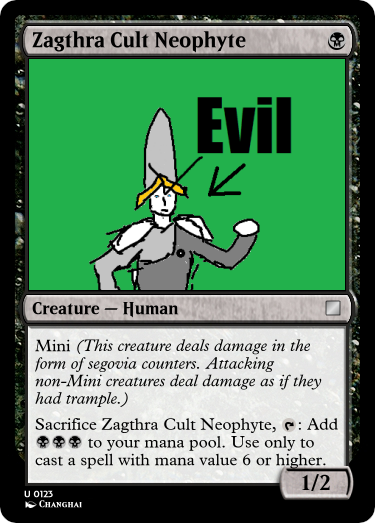 Zagthra Cult Neophyte
Evil
Creature — Human
Mini (This creature deals damage in the
form of segovia counters. Attacking
non-Mini creatures deal damage as if they
had trample.)
Sacrifice Zagthra Cult Neophyte, : Add
to your mana pool. Use only to
cast a spell with mana value 6 or higher.
1/2
U 0123
Changhai